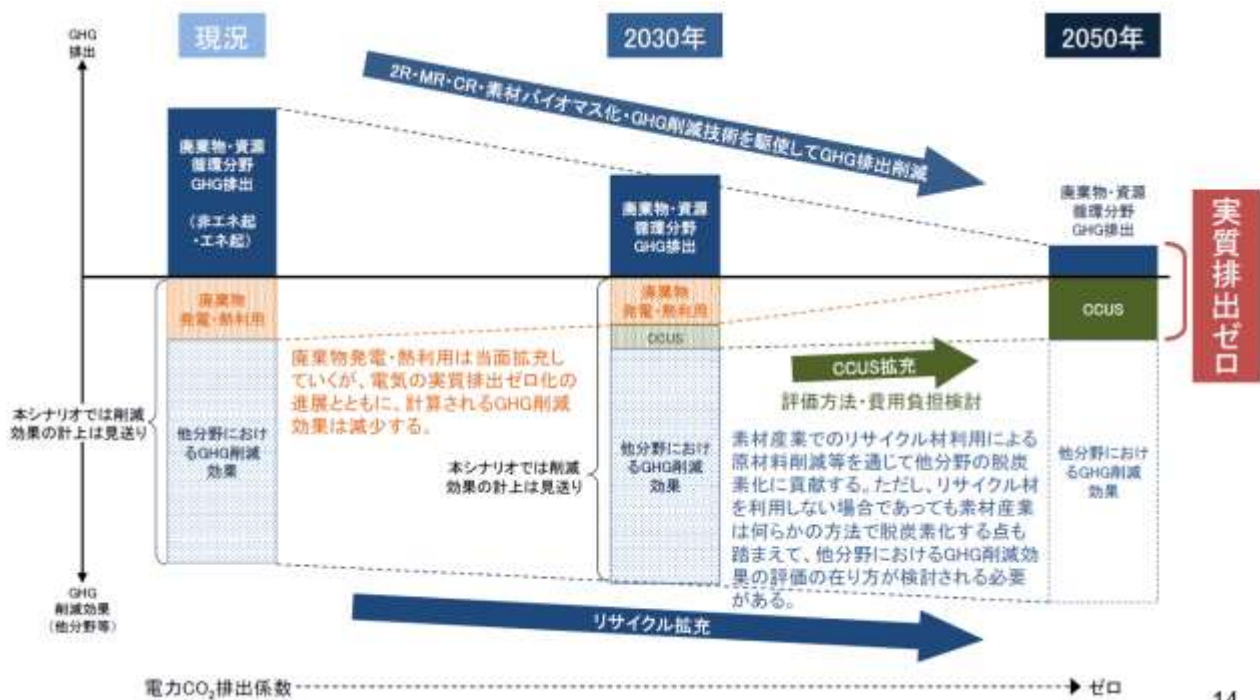 GHG
排出
現況
2030年
2050年
2R・MR・CR・素材バイオマス化・GHG削減技術を駆使してGHG排出削減
廃棄物・資源
循環分野
GHG排出
(非エネ起
・エネ起)
廃棄物・資源
循環分野
GHG排出
廃棄物・資源
循環分野
GHG排出
実質排出ゼロ
廃棄物
発電・熱利用
廃棄物
発電・熱利用
CCUS
CCUS
廃棄物発電・熱利用は当面拡充し
ていくが、電気の実質排出ゼロ化の
進展とともに、計算されるGHG削減
効果は減少する。
CCUS拡充
評価方法・費用負担検討
本シナリオでは削減
効果の計上は見送り
他分野におけ
るGHG削減
効果
本シナリオでは削減
効果の計上は見送り
他分野におけ
るGHG削減
効果
素材産業でのリサイクル材利用による
原材料削減等を通じて他分野の脱炭
素化に貢献する。ただし、リサイクル材
を利用しない場合であっても素材産業
は何らかの方法で脱炭素化する点も
踏まえて、他分野におけるGHG削減効
果の評価の在り方が検討される必要
がある。
他分野におけ
るGHG削減
効果
GHG
削減効果
(他分野等)
リサイクル拡充
電力CO₂排出係数
ゼロ
14